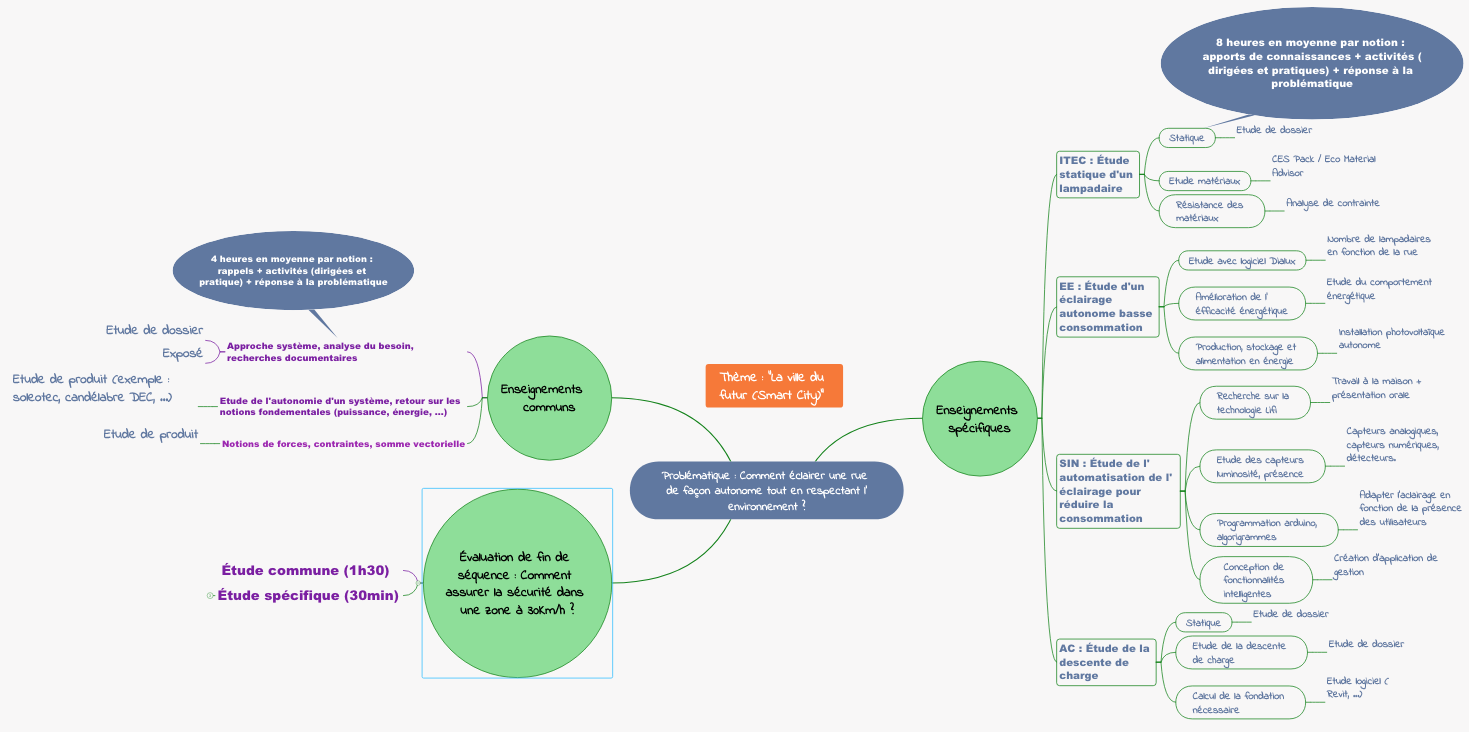 8 heures en moyenne par notion :
apports de connaissances + activités (
dirigées et pratiques) + réponse à la
problématique
Statique
Etude de dossier
ITEC : Étude
statique d'un
lampadaire
Etude matériaux
CES Pack / Eco Material
Advisor
Résistance des
matériaux
Analyse de contrainte
4 heures en moyenne par notion :
rappels + activités (dirigées et
pratique) + réponse à la problématique
Etude de dossier
Exposé
Approche système, analyse du besoin,
recherches documentaires
Etude de produit (exemple :
soleotec, candélabre DEC, ...)
Etude de l'autonomie d'un système, retour sur les
notions fondementales (puissance, énergie, ...)
Etude de produit
Notions de forces, contraintes, somme vectorielle
Enseignements
communs
Thème : "La ville du
futur (Smart City)"
Problématique : Comment éclairer une rue
de façon autonome tout en respectant l'
environnement ?
Enseignements
spécifiques
EE : Étude d'un
éclairage
autonome basse
consommation
Etude avec logiciel Dialux
Nombre de lampadaires
en fonction de la rue
Amélioration de l'
éfficacité énergétique
Etude du comportement
énergétique
Production, stockage et
alimentation en énergie
Installation photovoltaïque
autonome
SIN : Étude de l'
automatisation de l'
éclairage pour
réduire la
consommation
Recherche sur la
technologie Lifi
Travail à la maison +
présentation orale
Etude des capteurs
luminosité, présence
Capteurs analogiques,
capteurs numériques,
détecteurs...
Programmation arduino,
algorigrammes
Adapter l'aclairage en
fonction de la présence
des utilisateurs
Conception de
fonctionnalités
intelligentes
Création d'application de
gestion
Évaluation de fin de
séquence : Comment
assurer la sécurité dans
une zone à 30Km/h ?
Étude commune (1h30)
Étude spécifique (30min)
AC : Étude de la
descente de
charge
Statique
Etude de dossier
Etude de la descente
de charge
Etude de dossier
Calcul de la fondation
nécessaire
Etude logiciel (
Revit, ...)